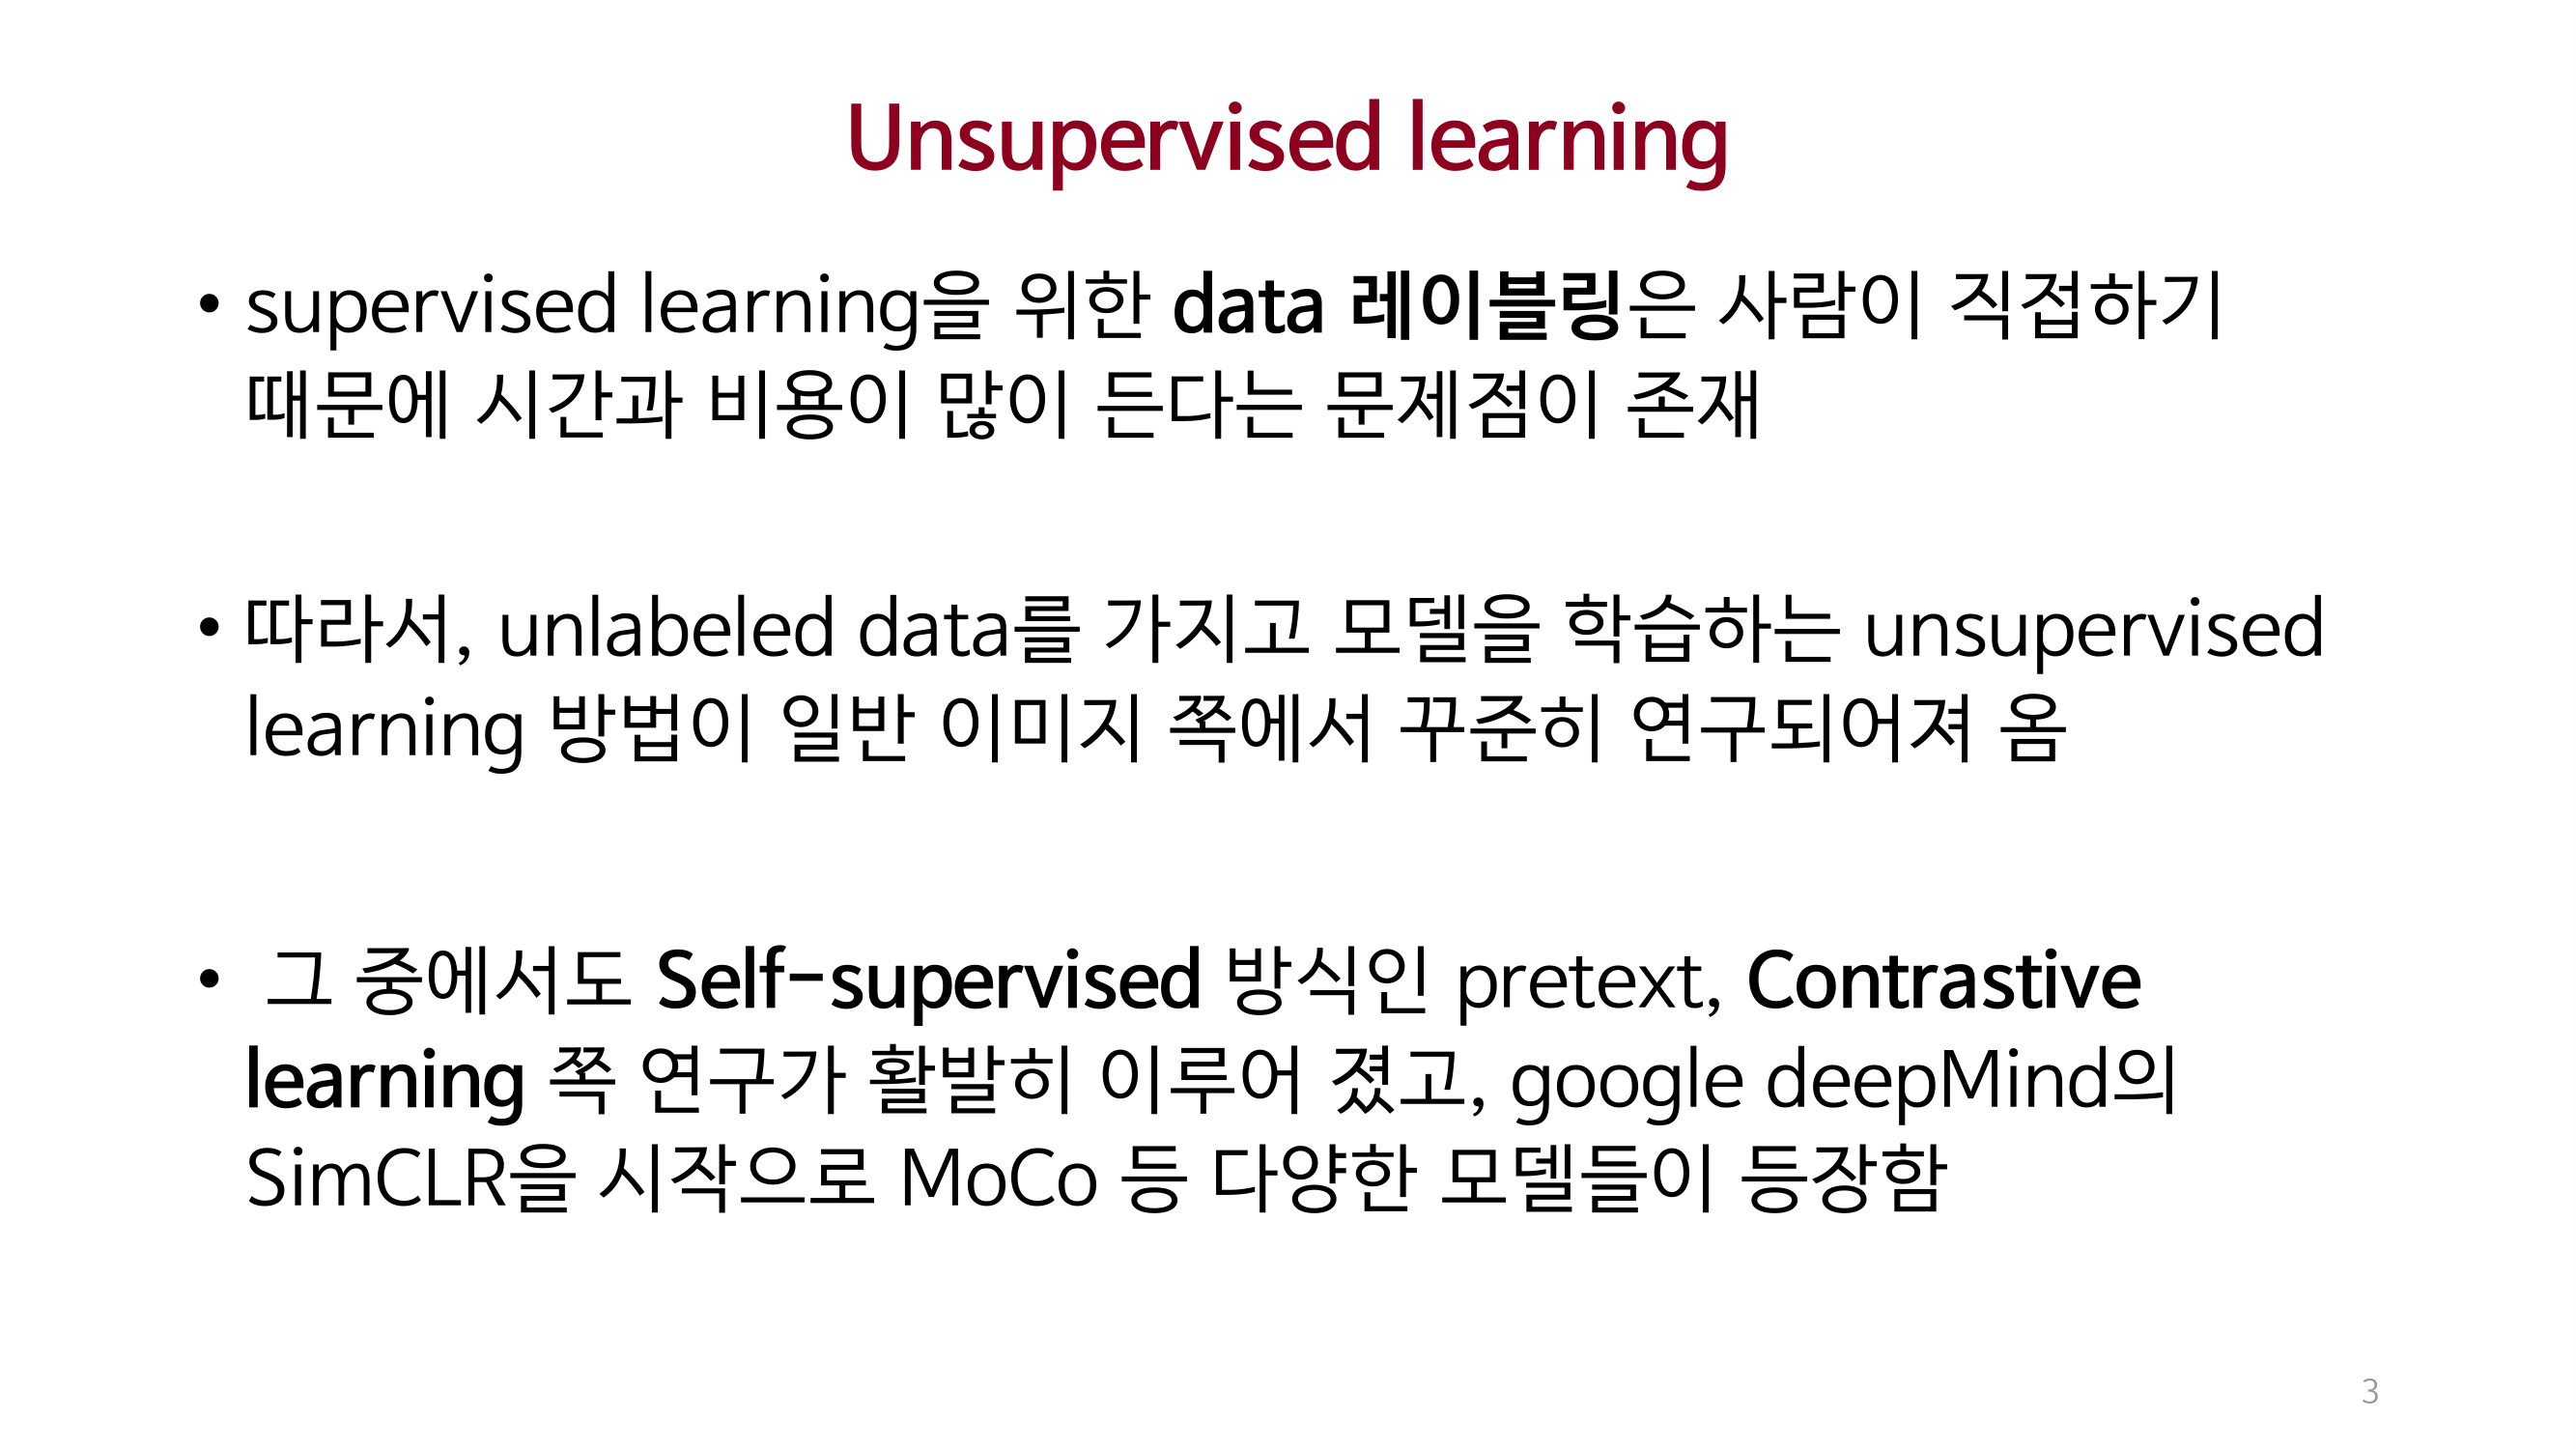 Unsupervised learning
• supervised learning을 위한 data 레이블링은 사람이 직접하기
때문에 시간과 비용이 많이 든다는 문제점이 존재
• 따라서, unlabeled data를 가지고 모델을 학습하는 unsupervised
learning 방법이 일반 이미지 쪽에서 꾸준히 연구되어져 옴
• 그 중에서도 Self-supervised 방식인 pretext, Contrastive
learning 쪽 연구가 활발히 이루어 졌고, google deepMind의
SimCLR을 시작으로 MoCo 등 다양한 모델들이 등장함
3